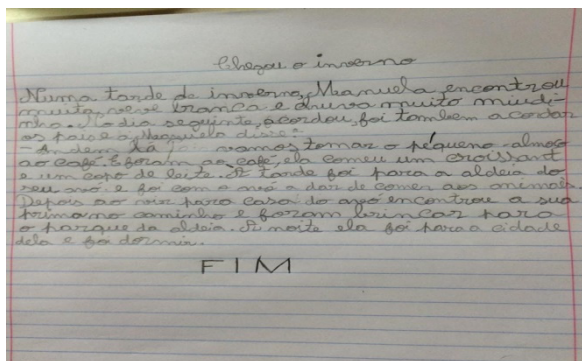 Chegou o inverno
Numa tarde de inverno, Manuela encontrou
muita neve branca e chuva muito miudi-
nha. No dia seguinte, acordou, foi também acordar
os pais e a Manuela disse:
- vamos tomar o pequeno-almoço
ao café. E foram ao café, ela comeu um croissant
e um copo de leite. À tarde foi para a aldeia do
seu avô e foi com o avô a dar de comer aos animais.
Depois ao vir para casa do avô encontrou a sua
prima no caminho e foram brincar para
o parque da aldeia. À noite ela foi para a cidade
dela e foi dormir.
FIM